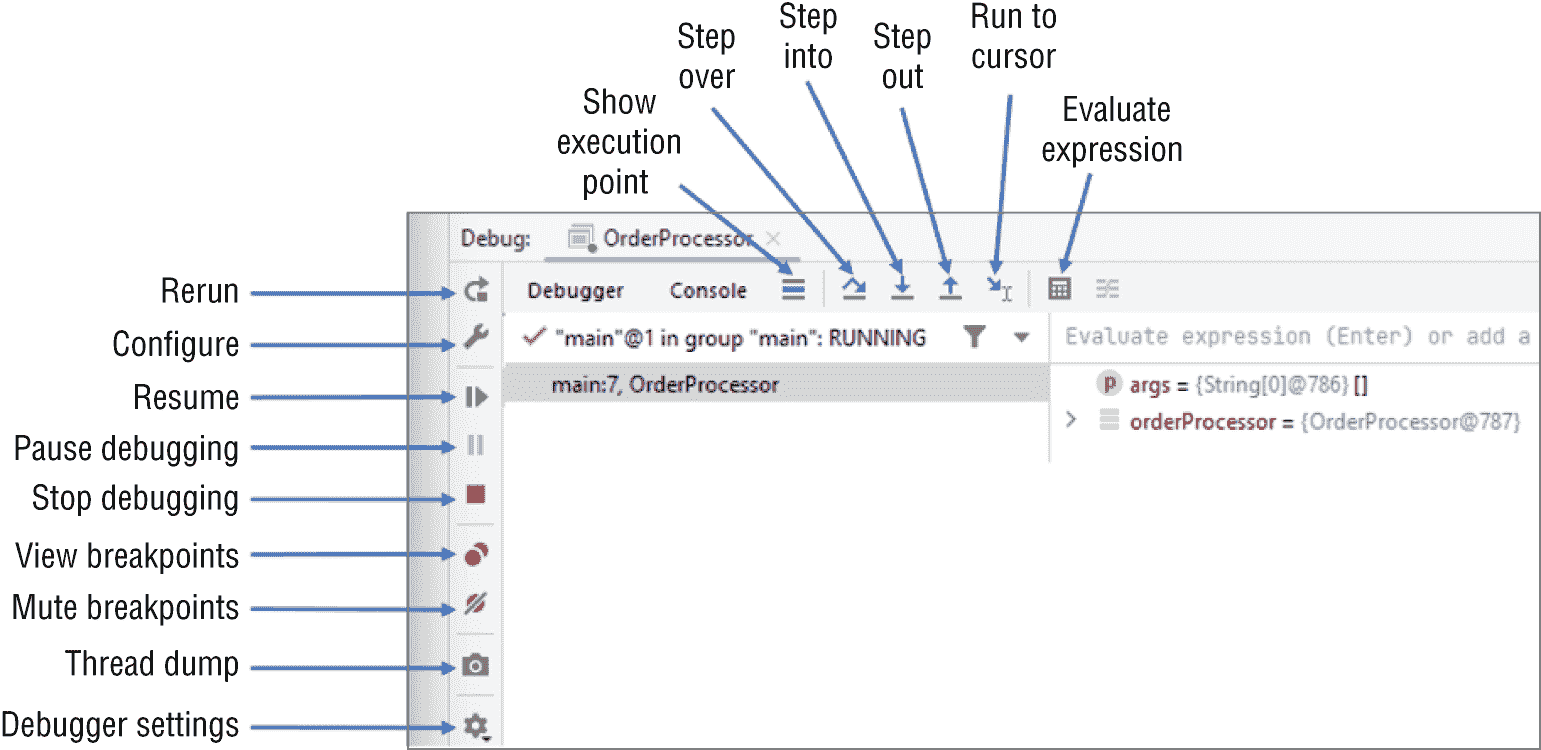 Step
over
Step
into
Step
out
Run to
cursor
Show
execution
point
Evaluate
expression
Debug: OrderProcessor
Rerun
Debugger Console
Configure
"main"@1 in group "main": RUNNING
Evaluate expression (Enter) or add a
Resume
main:7, OrderProcessor
p args = {String[0]@786} []
orderProcessor = {OrderProcessor@787}
Pause debugging
Stop debugging
View breakpoints
Mute breakpoints
Thread dump
Debugger settings